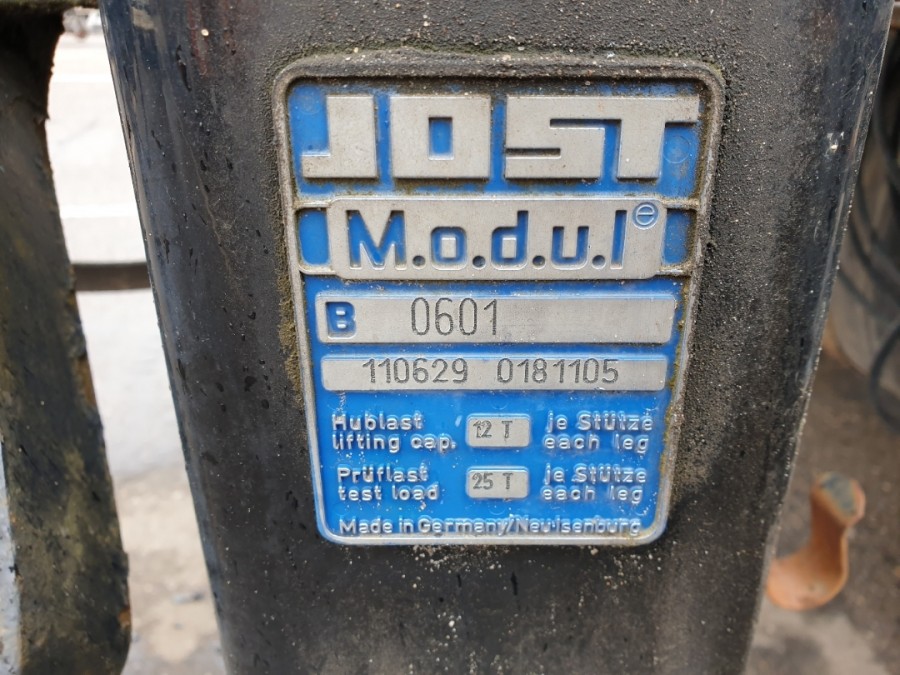 JOST
M.o.d.u.l e
B 0601
110629 0181105
Hublast 12 T je Stütze
lifting cap. each leg
Prüflast 25 T je Stütze
test load each leg
Made in Germany/Neu-Isenburg